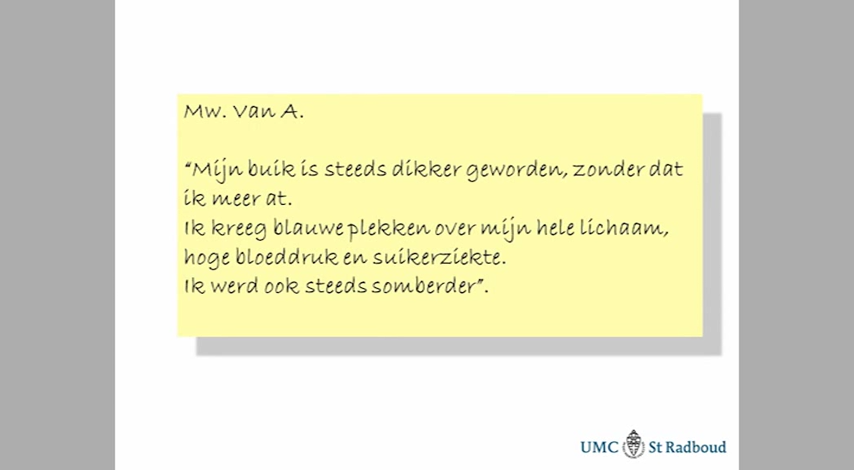 Mw. Van A.
“Mijn buik is steeds dikker geworden, zonder dat
ik meer at.
Ik kreeg blauwe plekken over mijn hele lichaam,
hoge bloeddruk en suikerziekte.
Ik werd ook steeds somberder”.
UMC St Radboud